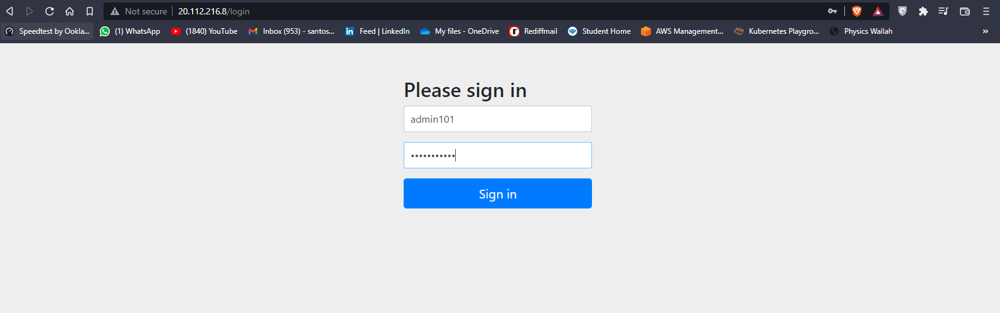 Not secure 20.112.216.8/login
Speedtest by Ookla... (1) WhatsApp (1840) YouTube Inbox (953) - santos... Feed | LinkedIn My files - OneDrive Rediffmail Student Home AWS Management... Kubernetes Playgro... Physics Wallah »
Please sign in
admin101
•••••••••••
Sign in